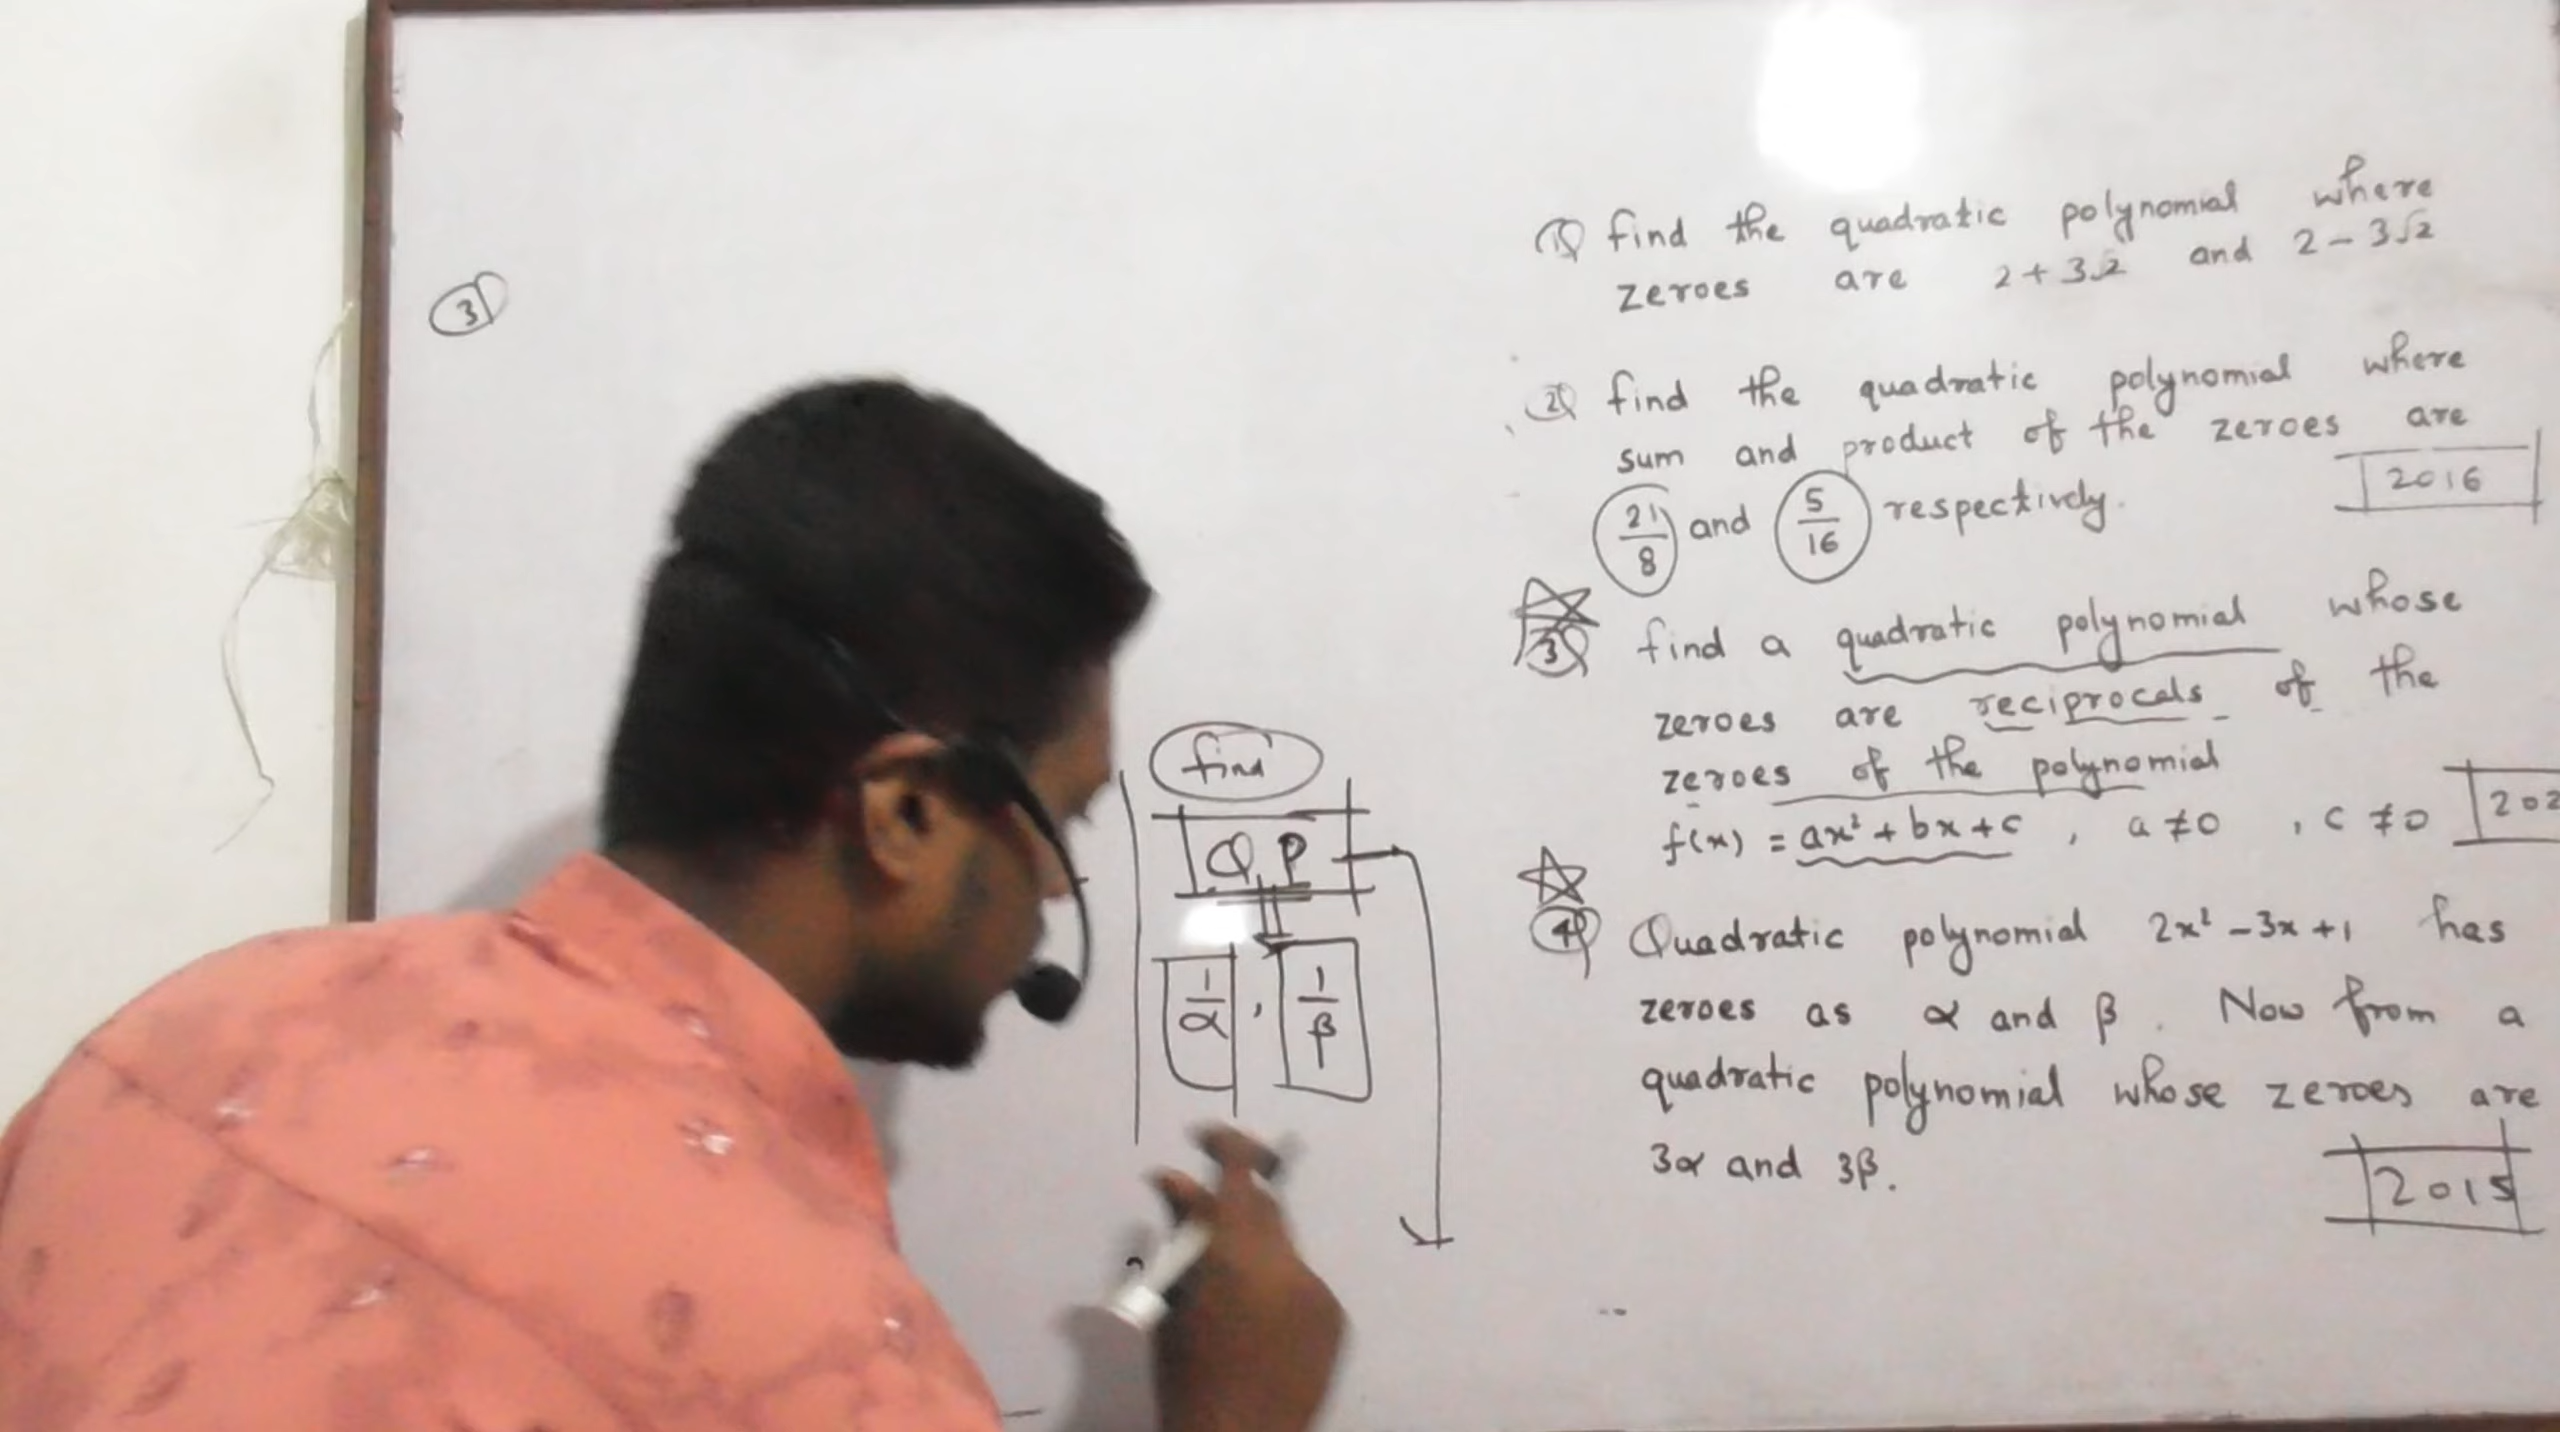 3
find
Q.P
1/α , 1/β
1 find the quadratic polynomial where
zeroes are 2+3√2 and 2-3√2
2 find the quadratic polynomial where
sum and product of the zeroes are
21/8 and 5/16 respectively.
2016
3 find a quadratic polynomial whose
zeroes are reciprocals of the
zeroes of the polynomial
f(x) = ax²+bx+c , a≠0 , c≠0
4 Quadratic polynomial 2x²-3x+1 has
zeroes as α and β. Now from a
quadratic polynomial whose zeroes are
3α and 3β.
2015